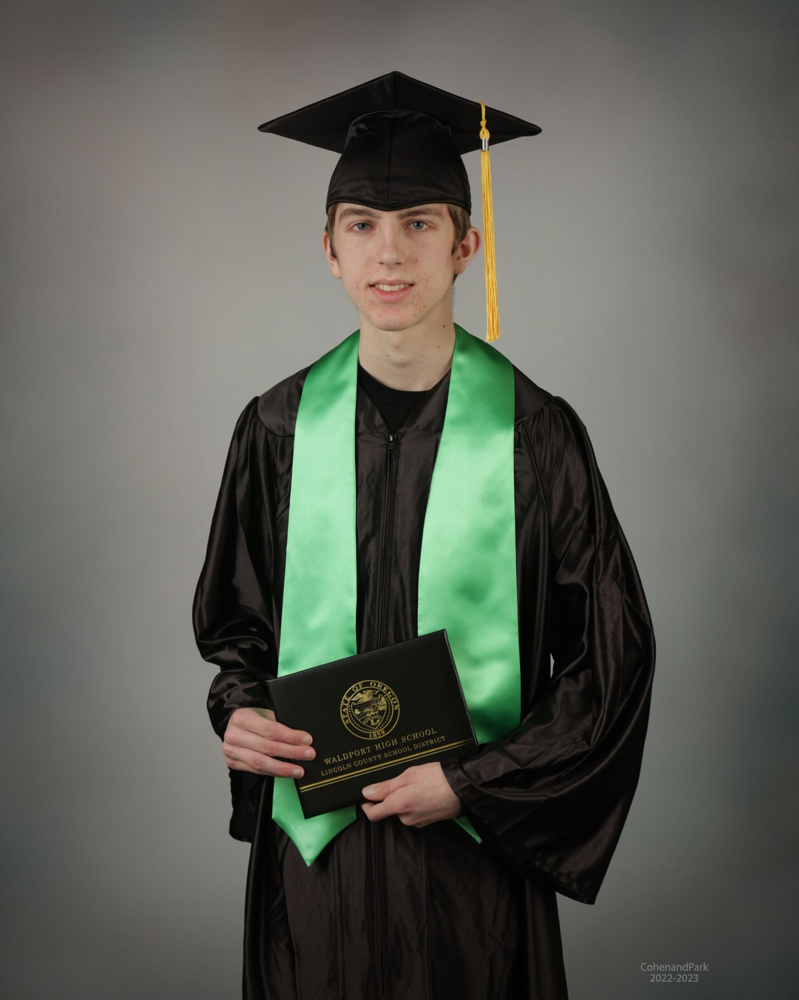 STATE OF OREGON
1859
WALDPORT HIGH SCHOOL
LINCOLN COUNTY SCHOOL DISTRICT
CohenandPark
2022-2023